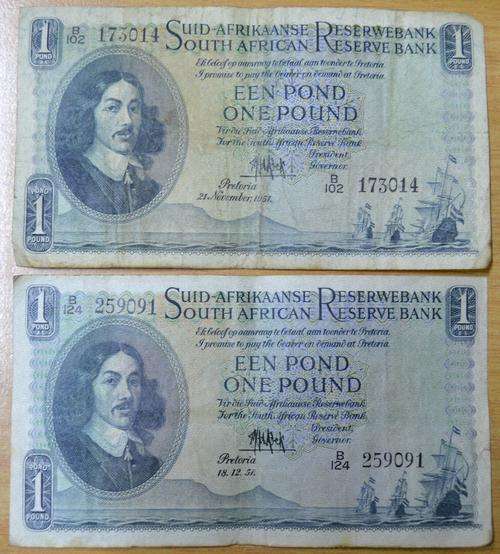 1
POND
B/102 173014
SUID-AFRIKAANSE RESERWEBANK
SOUTH AFRICAN RESERVE BANK
1
POND
Ek beloof op aanvraag te betaal aan toonder te Pretoria.
I promise to pay the bearer on demand at Pretoria.
EEN POND
ONE POUND
Vir die Suid-Afrikaanse Reserwebank
For the South African Reserve Bank
President.
Governor.
Pretoria
21. November, 1951.
B/102 173014
POND
1
POUND
1
POND
B/124 259091
SUID-AFRIKAANSE RESERWEBANK
SOUTH AFRICAN RESERVE BANK
1
Ek beloof op aanvraag te betaal aan toonder te Pretoria.
I promise to pay the bearer on demand at Pretoria.
EEN POND
ONE POUND
Vir die Suid-Afrikaanse Reserwebank
For the South African Reserve Bank
President.
Governor.
Pretoria
18.12.51.
B/124 259091
POND
1
POUND